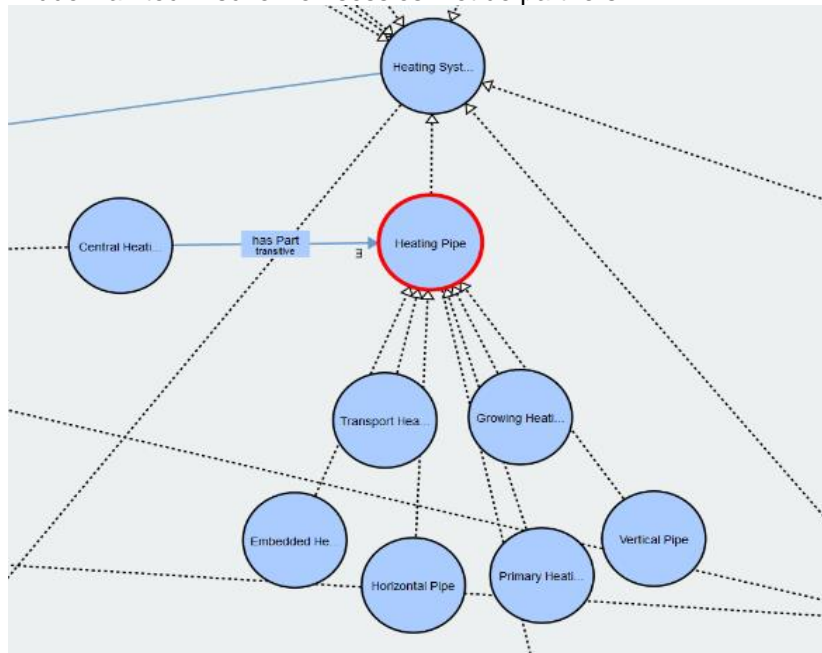 Heating Syst...
Central Heati...
has Part
transitive
∃
Heating Pipe
Transport Hea...
Growing Heati...
Embedded He...
Horizontal Pipe
Primary Heati...
Vertical Pipe